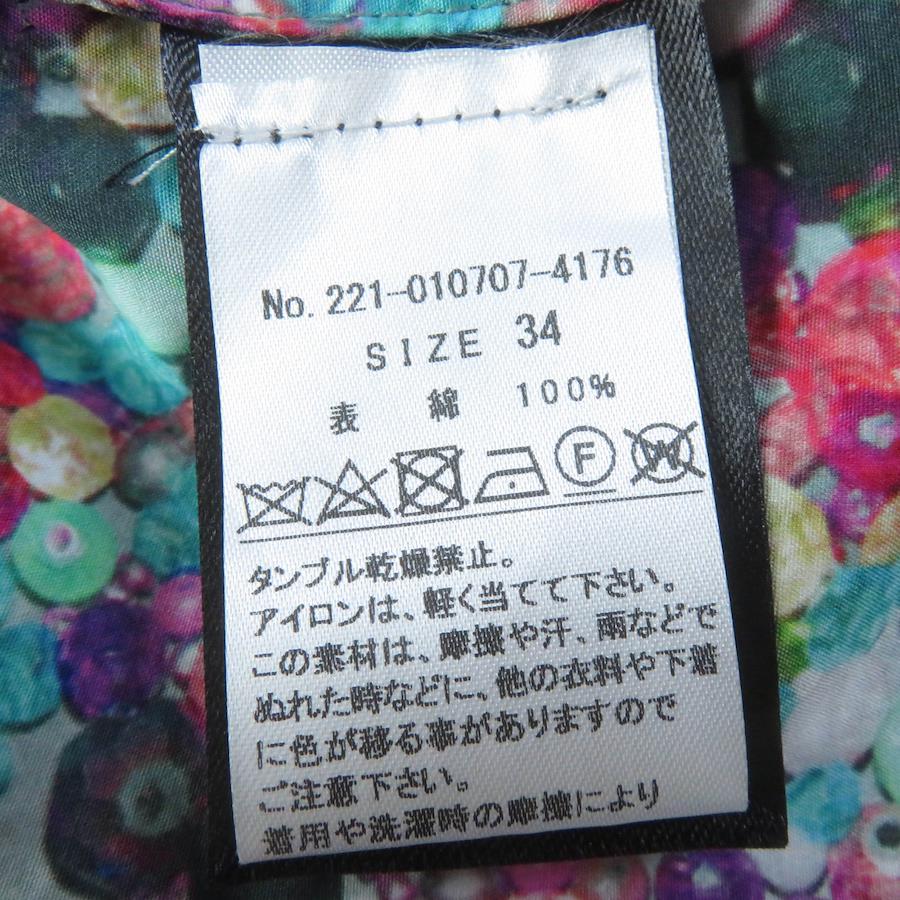 No. 221-010707-4176
SIZE 34
表 綿 100%
F W
タンブル乾燥禁止。
アイロンは、軽く当てて下さい。
この素材は、摩擦や汗、雨などで
ぬれた時などに、他の衣料や下着
に色が移る事がありますので
ご注意下さい。
着用や洗濯時の摩擦により